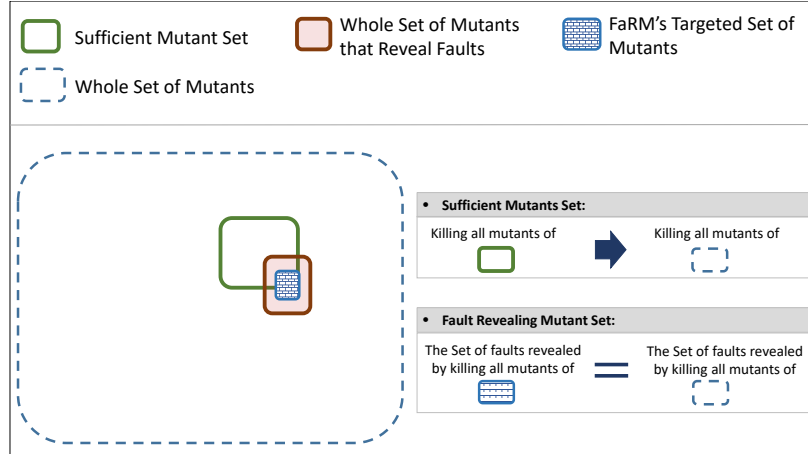 Sufficient Mutant Set
Whole Set of Mutants
that Reveal Faults
FaRM's Targeted Set of
Mutants
Whole Set of Mutants
• Sufficient Mutants Set:
Killing all mutants of
Killing all mutants of
• Fault Revealing Mutant Set:
The Set of faults revealed
by killing all mutants of
The Set of faults revealed
by killing all mutants of